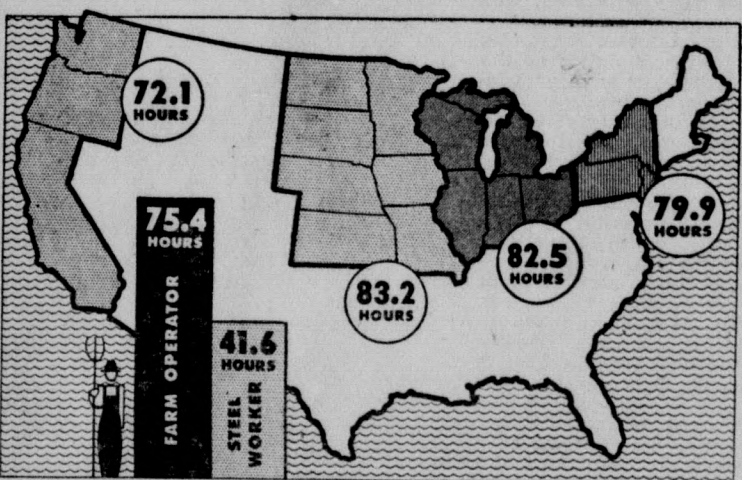 72.1
HOURS
75.4
HOURS
FARM OPERATOR
41.6
HOURS
STEEL
WORKER
83.2
HOURS
82.5
HOURS
79.9
HOURS